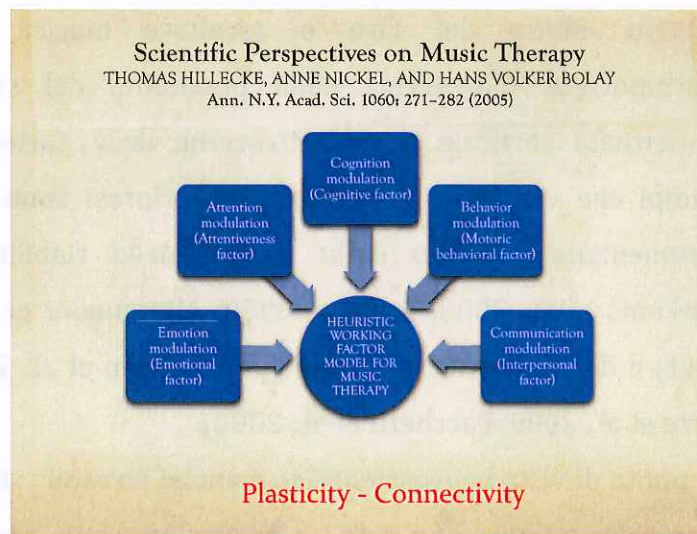 Scientific Perspectives on Music Therapy
THOMAS HILLECKE, ANNE NICKEL, AND HANS VOLKER BOLAY
Ann. N.Y. Acad. Sci. 1060: 271–282 (2005)
Cognition
modulation
(Cognitive factor)
Attention
modulation
(Attentiveness
factor)
Behavior
modulation
(Motoric
behavioral factor)
Emotion
modulation
(Emotional
factor)
HEURISTIC
WORKING
FACTOR
MODEL FOR
MUSIC
THERAPY
Communication
modulation
(Interpersonal
factor)
Plasticity - Connectivity